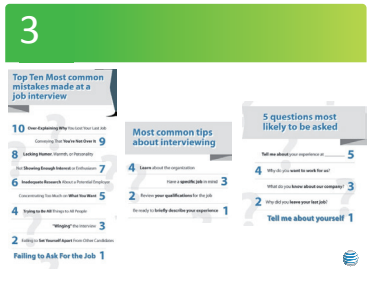 3
Top Ten Most common
mistakes made at a
job interview
10 Over-Explaining Why You Lost Your Last Job
Conveying That You're Not Over It 9
8 Lacking Humor, Warmth, or Personality
Not Showing Enough Interest or Enthusiasm 7
6 Inadequate Research About a Potential Employer
Concentrating Too Much on What You Want 5
4 Trying to Be All Things to All People
"Winging" the Interview 3
2 Failing to Set Yourself Apart From Other Candidates
Failing to Ask For the Job 1
Most common tips
about interviewing
4 Learn about the organization
Have a specific job in mind 3
2 Review your qualifications for the job
Be ready to briefly describe your experience 1
5 questions most
likely to be asked
Tell me about your experience at ________ 5
4 Why do you want to work for us?
What do you know about our company? 3
2 Why did you leave your last job?
Tell me about yourself 1